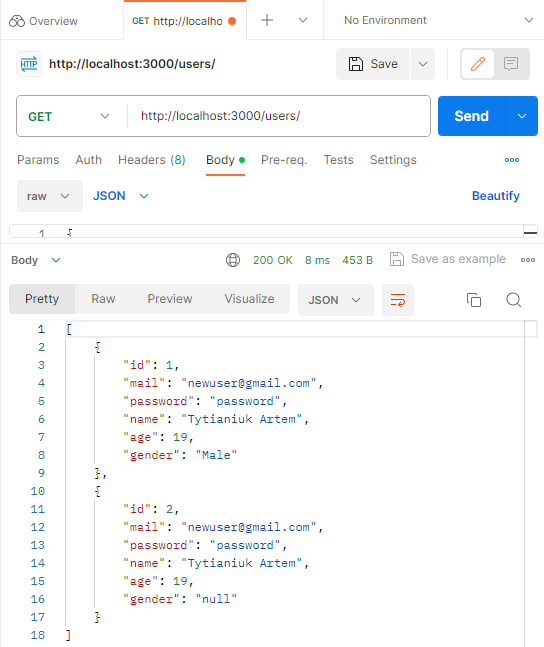 Overview
GET http://localho
No Environment
HTTP http://localhost:3000/users/
Save
GET http://localhost:3000/users/ Send
Params Auth Headers (8) Body Pre-req. Tests Settings
raw JSON Beautify
1 {
Body 200 OK 8 ms 453 B Save as example
Pretty Raw Preview Visualize JSON
1 [
2 {
3 "id": 1,
4 "mail": "newuser@gmail.com",
5 "password": "password",
6 "name": "Tytianiuk Artem",
7 "age": 19,
8 "gender": "Male"
9 },
10 {
11 "id": 2,
12 "mail": "newuser@gmail.com",
13 "password": "password",
14 "name": "Tytianiuk Artem",
15 "age": 19,
16 "gender": "null"
17 }
18 ]